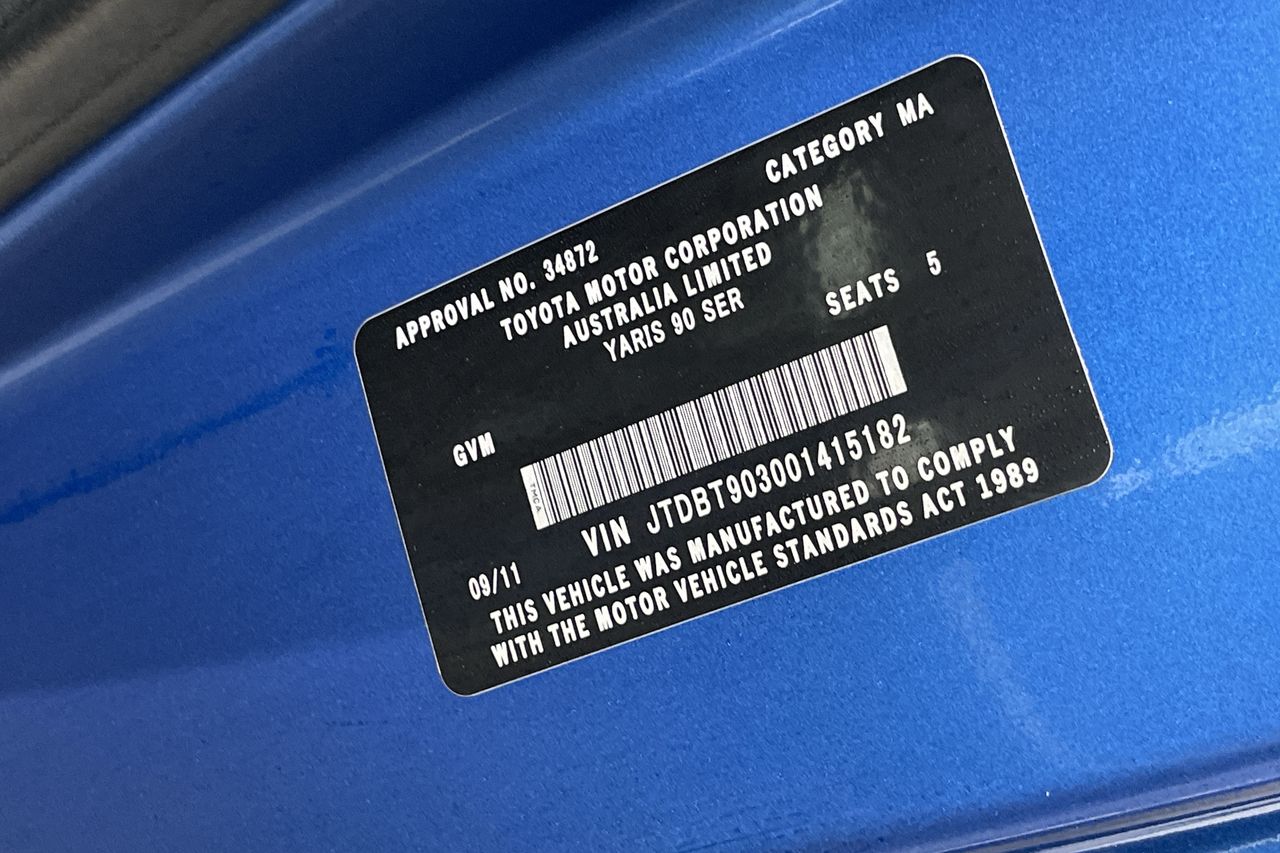 APPROVAL NO. 34872 CATEGORY MA
TOYOTA MOTOR CORPORATION
AUSTRALIA LIMITED
YARIS 90 SER
SEATS 5
GVM
TMCA
VIN JTDBT903001415182
09/11
THIS VEHICLE WAS MANUFACTURED TO COMPLY
WITH THE MOTOR VEHICLE STANDARDS ACT 1989